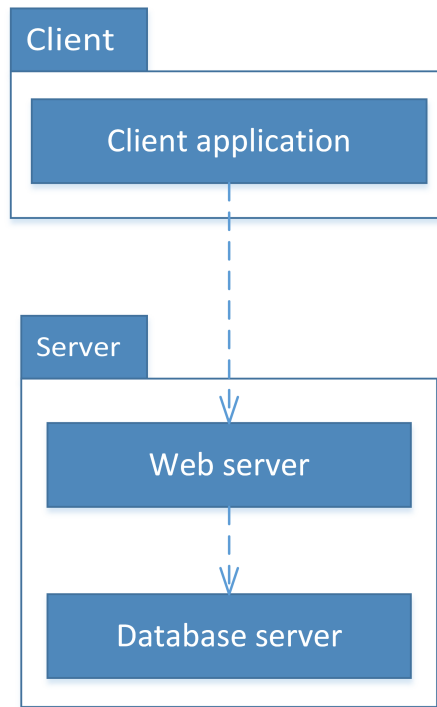 Client
Client application
Server
Web server
Database server